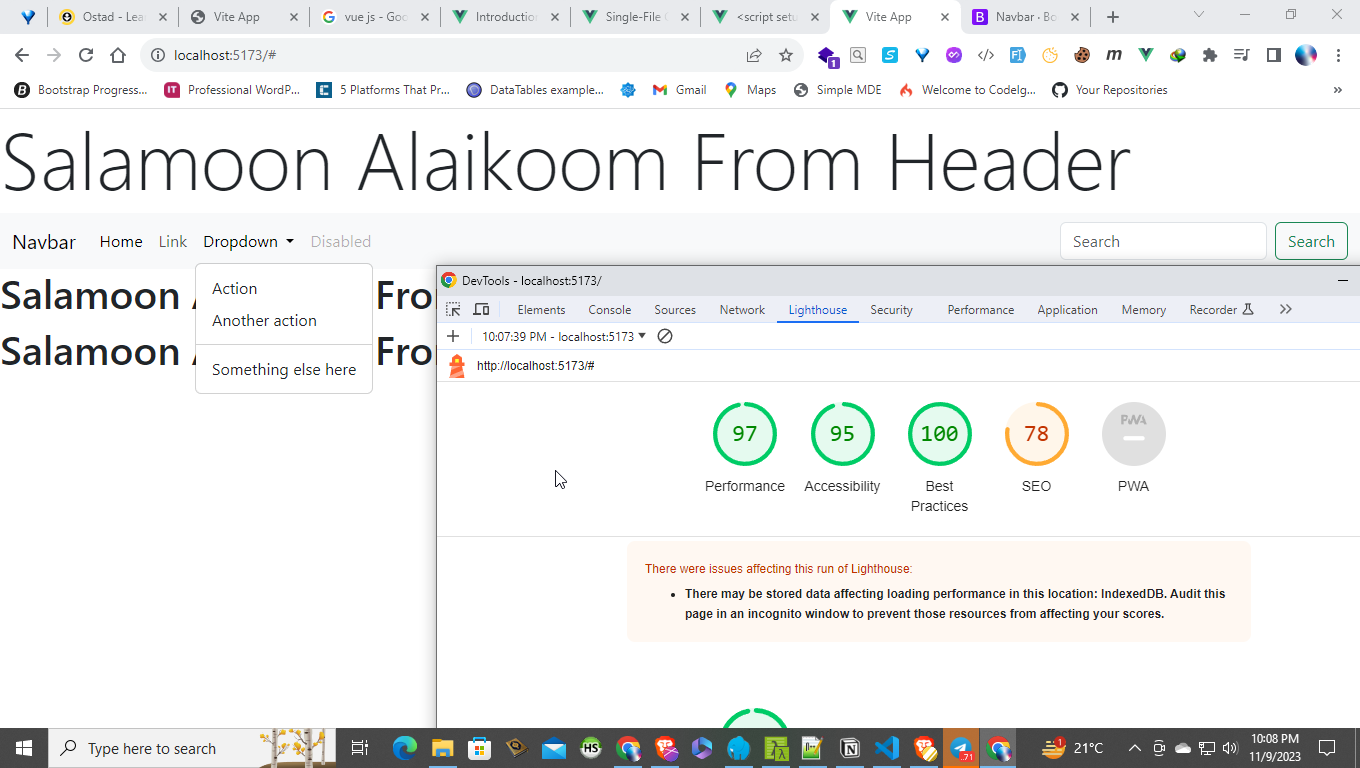 Ostad - Lea
Vite App
vue js - Goo
Introduction
Single-File C
<script setu
Vite App
Navbar · Bo
localhost:5173/#
1
Bootstrap Progress...
Professional WordP...
5 Platforms That Pr...
DataTables example...
Gmail
Maps
Simple MDE
Welcome to CodeIg...
Your Repositories
Salamoon Alaikoom From Header
Navbar
Home
Link
Dropdown
Disabled
Search
Search
Action
Another action
Something else here
Salamoon A
Fro
Salamoon A
Fro
DevTools - localhost:5173/
Elements
Console
Sources
Network
Lighthouse
Security
Performance
Application
Memory
Recorder
10:07:39 PM - localhost:5173
http://localhost:5173/#
97
95
100
78
PWA
Performance
Accessibility
Best
Practices
SEO
PWA
There were issues affecting this run of Lighthouse:
There may be stored data affecting loading performance in this location: IndexedDB. Audit this
page in an incognito window to prevent those resources from affecting your scores.
Type here to search
HS
71
1
21°C
10:08 PM
11/9/2023